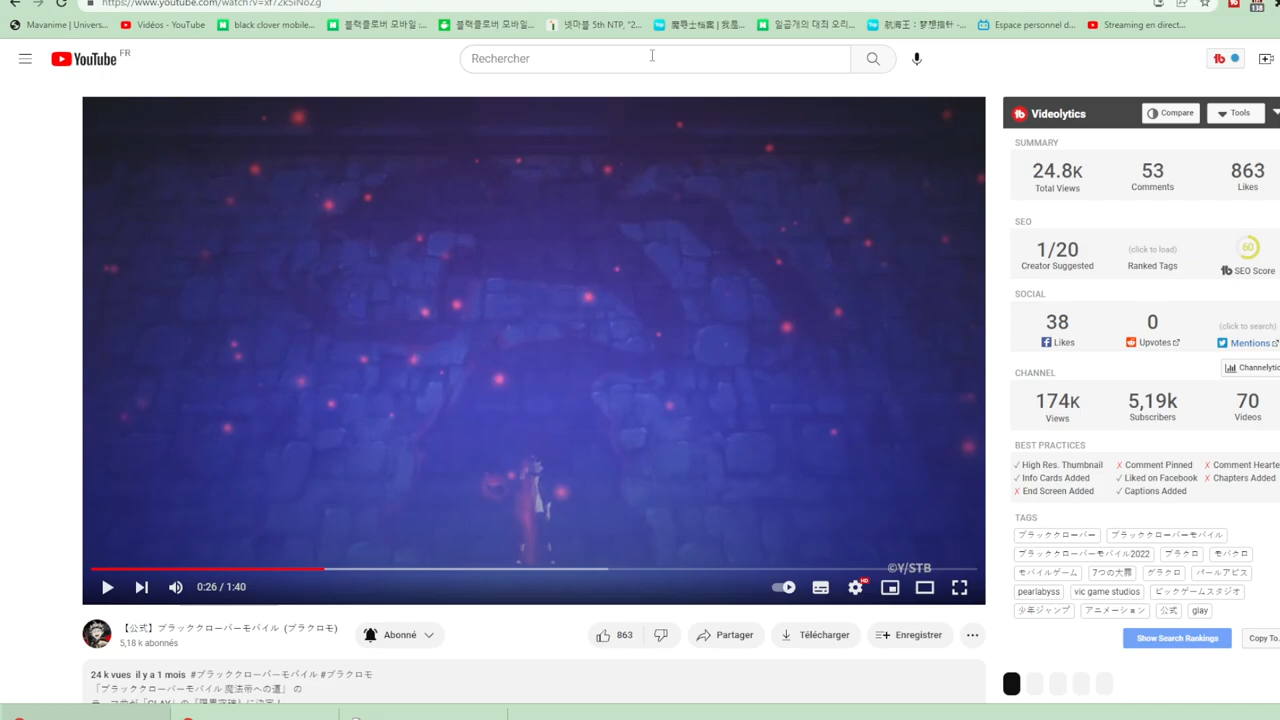 https://www.youtube.com/watch?v=xf72k5iNoZg
Mavanime | Univers...
Vidéos - YouTube
black clover mobile...
블랙클로버 모바일 :...
블랙클로버 모바일...
넷마블 5th NTP, "2...
魔辱士档案 | 我是...
일곱개의 대죄 오리...
航海王：梦想指针 -...
Espace personnel d...
Streaming en direct...
YouTube FR
Rechercher
©Y/STB
0:26 / 1:40
HD
【公式】ブラッククローバーモバイル (ブラクロモ)
5,18 k abonnés
Abonné
863
Partager
Télécharger
Enregistrer
24 k vues il y a 1 mois #ブラッククローバーモバイル #ブラクロモ
「ブラッククローバーモバイル 魔法帝への道」 の
Videolytics
Compare
Tools
SUMMARY
24.8K
53
863
Total Views
Comments
Likes
SEO
1/20
(click to load)
60
Creator Suggested
Ranked Tags
SEO Score
SOCIAL
38
0
(click to search)
Likes
Upvotes
Mentions
Channelytic
CHANNEL
174K
5,19k
70
Views
Subscribers
Videos
BEST PRACTICES
✓ High Res. Thumbnail
✗ Comment Pinned
✗ Comment Hearte
✓ Info Cards Added
✓ Liked on Facebook
✗ Chapters Added
✗ End Screen Added
✓ Captions Added
TAGS
ブラッククローバー
ブラッククローバーモバイル
ブラッククローバーモバイル2022
ブラクロ
モバクロ
モバイルゲーム
7つの大罪
グラクロ
パールアビス
pearlabyss
vic game studios
ビックゲームスタジオ
少年ジャンプ
アニメーション
公式
glay
Show Search Rankings
Copy To.